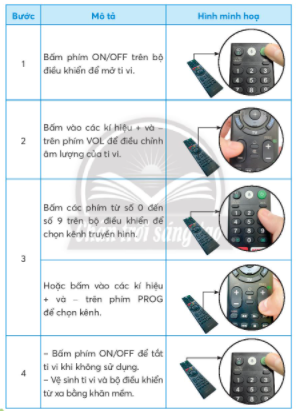 Bước Mô tả Hình minh hoạ
1
Bấm phím ON/OFF trên bộ
điều khiển để mở ti vi.
2
Bấm vào các kí hiệu + và –
trên phím VOL để điều chỉnh
âm lượng của ti vi.
3
Bấm các phím từ số 0 đến
số 9 trên bộ điều khiển để
chọn kênh truyền hình.
Hoặc bấm vào các kí hiệu
+ và – trên phím PROG
để chọn kênh.
4
– Bấm phím ON/OFF để tắt
ti vi khi không sử dụng.
– Vệ sinh ti vi và bộ điều khiển
từ xa bằng khăn mềm.